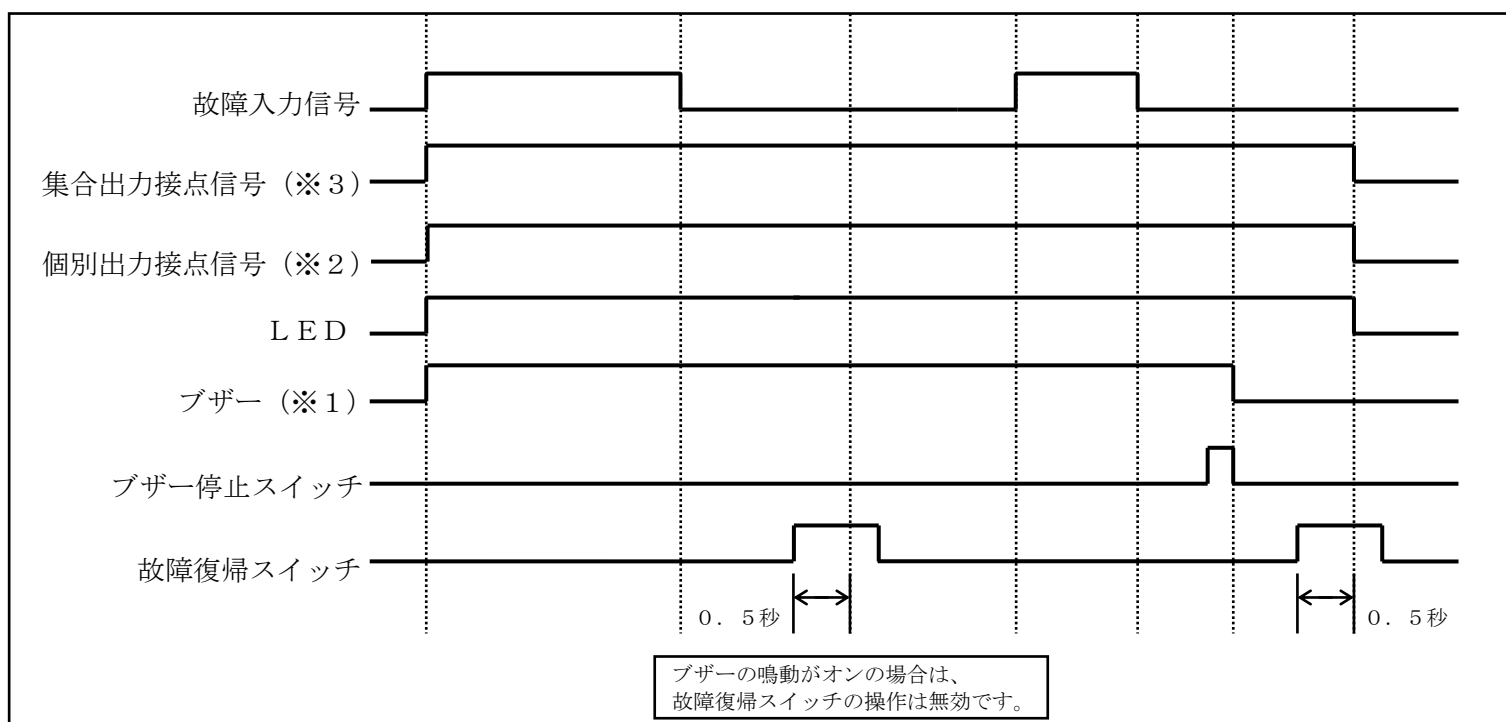 故障入力信号
集合出力接点信号（※３）
個別出力接点信号（※２）
ＬＥＤ
ブザー（※１）
ブザー停止スイッチ
故障復帰スイッチ
０．５秒
０．５秒
ブザーの鳴動がオンの場合は、
故障復帰スイッチの操作は無効です。